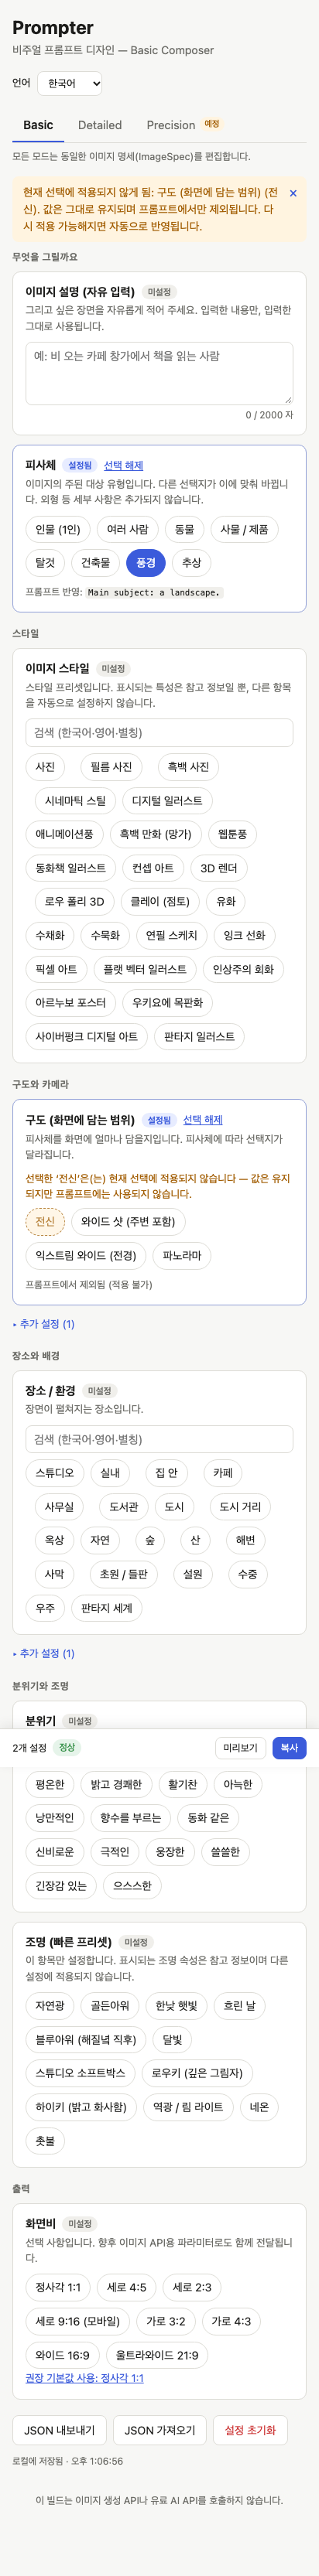 Prompter
비주얼 프롬프트 디자인 — Basic Composer
언어 한국어
Basic Detailed Precision 예정
모든 모드는 동일한 이미지 명세(ImageSpec)를 편집합니다.
현재 선택에 적용되지 않게 됨: 구도 (화면에 담는 범위) (전
신). 값은 그대로 유지되며 프롬프트에서만 제외됩니다. 다
시 적용 가능해지면 자동으로 반영됩니다.
×
무엇을 그릴까요
이미지 설명 (자유 입력) 미설정
그리고 싶은 장면을 자유롭게 적어 주세요. 입력한 내용만, 입력한
그대로 사용됩니다.
예: 비 오는 카페 창가에서 책을 읽는 사람
0 / 2000 자
피사체 설정됨 선택 해제
이미지의 주된 대상 유형입니다. 다른 선택지가 이에 맞춰 바뀝니
다. 외형 등 세부 사항은 추가되지 않습니다.
인물 (1인) 여러 사람 동물 사물 / 제품
탈것 건축물 풍경 추상
프롬프트 반영: Main subject: a landscape.
스타일
이미지 스타일 미설정
스타일 프리셋입니다. 표시되는 특성은 참고 정보일 뿐, 다른 항목
을 자동으로 설정하지 않습니다.
검색 (한국어·영어·별칭)
사진 필름 사진 흑백 사진
시네마틱 스틸 디지털 일러스트
애니메이션풍 흑백 만화 (망가) 웹툰풍
동화책 일러스트 컨셉 아트 3D 렌더
로우 폴리 3D 클레이 (점토) 유화
수채화 수묵화 연필 스케치 잉크 선화
픽셀 아트 플랫 벡터 일러스트 인상주의 회화
아르누보 포스터 우키요에 목판화
사이버펑크 디지털 아트 판타지 일러스트
구도와 카메라
구도 (화면에 담는 범위) 설정됨 선택 해제
피사체를 화면에 얼마나 담을지입니다. 피사체에 따라 선택지가
달라집니다.
선택한 ‘전신’은(는) 현재 선택에 적용되지 않습니다 — 값은 유지
되지만 프롬프트에는 사용되지 않습니다.
전신 와이드 샷 (주변 포함)
익스트림 와이드 (전경) 파노라마
프롬프트에서 제외됨 (적용 불가)
▸ 추가 설정 (1)
장소와 배경
장소 / 환경 미설정
장면이 펼쳐지는 장소입니다.
검색 (한국어·영어·별칭)
스튜디오 실내 집 안 카페
사무실 도서관 도시 도시 거리
옥상 자연 숲 산 해변
사막 초원 / 들판 설원 수중
우주 판타지 세계
▸ 추가 설정 (1)
분위기와 조명
분위기 미설정
2개 설정 정상 미리보기 복사
평온한 밝고 경쾌한 활기찬 아늑한
낭만적인 향수를 부르는 동화 같은
신비로운 극적인 웅장한 쓸쓸한
긴장감 있는 으스스한
조명 (빠른 프리셋) 미설정
이 항목만 설정합니다. 표시되는 조명 속성은 참고 정보이며 다른
설정에 적용되지 않습니다.
자연광 골든아워 한낮 햇빛 흐린 날
블루아워 (해질녘 직후) 달빛
스튜디오 소프트박스 로우키 (깊은 그림자)
하이키 (밝고 화사함) 역광 / 림 라이트 네온
촛불
출력
화면비 미설정
선택 사항입니다. 향후 이미지 API용 파라미터로도 함께 전달됩니
다.
정사각 1:1 세로 4:5 세로 2:3
세로 9:16 (모바일) 가로 3:2 가로 4:3
와이드 16:9 울트라와이드 21:9
권장 기본값 사용: 정사각 1:1
JSON 내보내기 JSON 가져오기 설정 초기화
로컬에 저장됨 · 오후 1:06:56
이 빌드는 이미지 생성 API나 유료 AI API를 호출하지 않습니다.